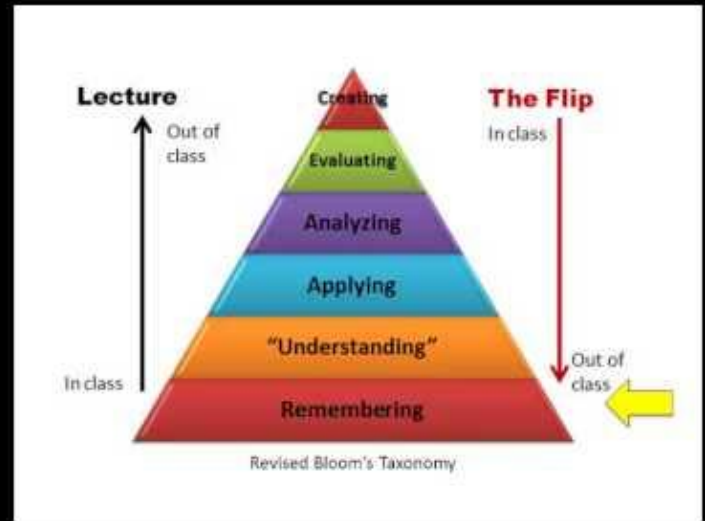 Lecture
Out of
class
In class
Creating
Evaluating
Analyzing
Applying
"Understanding"
Remembering
The Flip
In class
Out of
class
Revised Bloom's Taxonomy